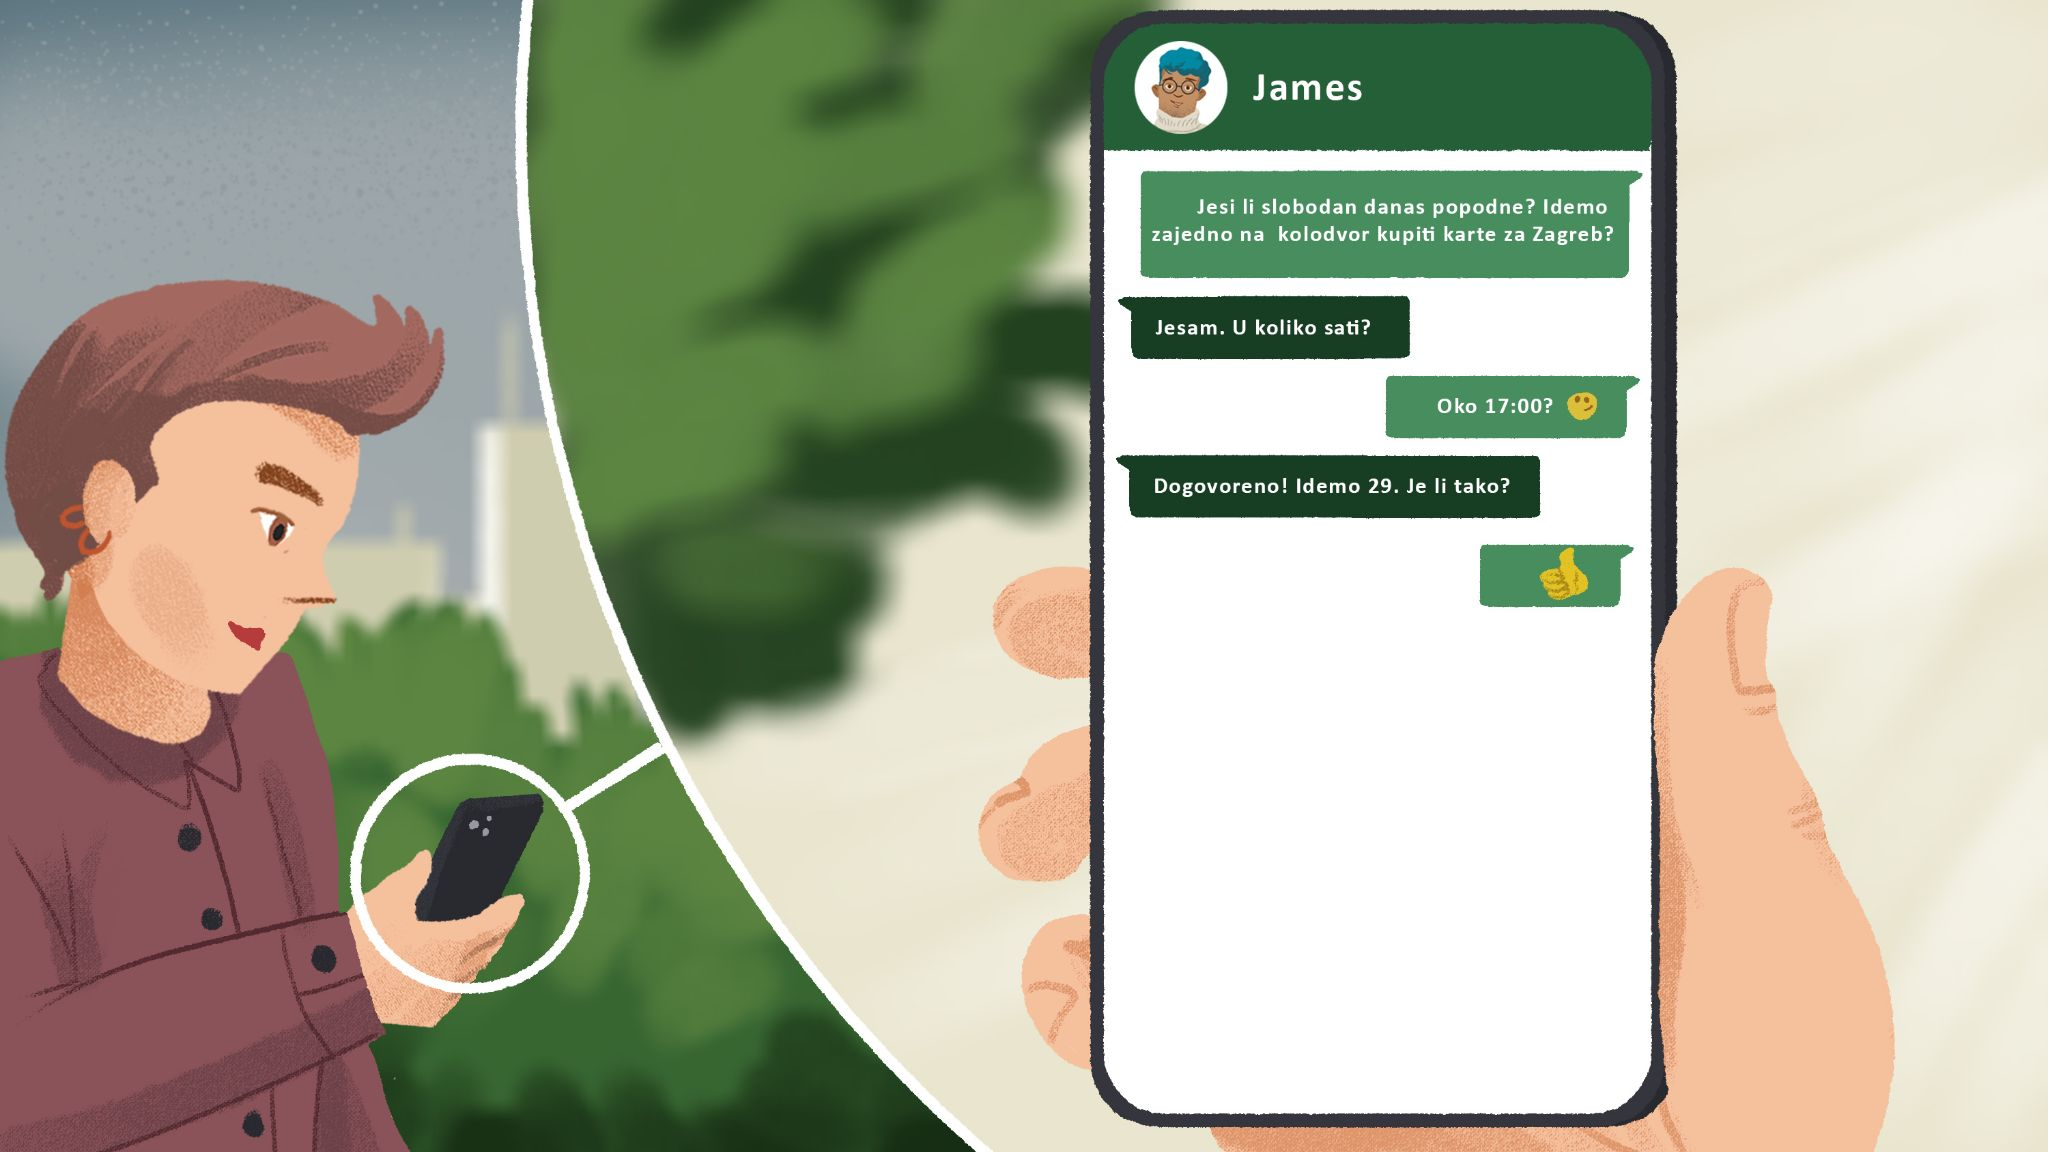 James
Jesi li slobodan danas popodne? Idemo
zajedno na kolodvor kupiti karte za Zagreb?
Jesam. U koliko sati?
Oko 17:00?
Dogovoreno! Idemo 29. Je li tako?